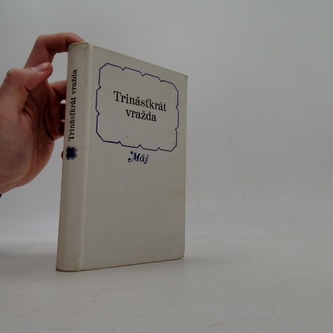 Trinásťkrát
vražda
Máj
Trinásťkrát vražda